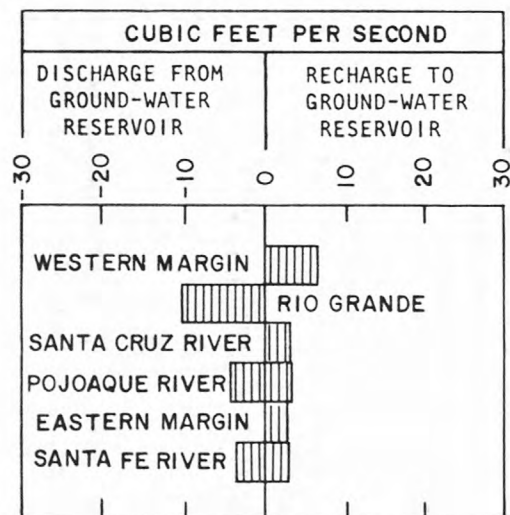 CUBIC FEET PER SECOND
DISCHARGE FROM
GROUND-WATER
RESERVOIR
RECHARGE TO
GROUND-WATER
RESERVOIR
-30
-20
-10
0
10
20
30
WESTERN MARGIN
RIO GRANDE
SANTA CRUZ RIVER
POJOAQUE RIVER
EASTERN MARGIN
SANTA FE RIVER